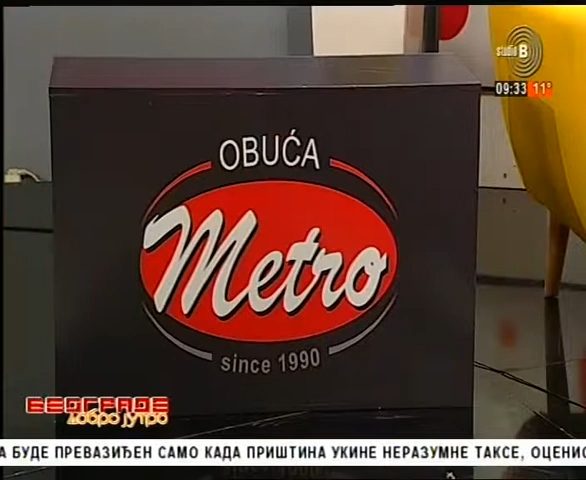 studio B
09:33 11°
OBUĆA
Metro
since 1990
БЕОГРАДЕ
добро јутро
А БУДЕ ПРЕВАЗИЂЕН САМО КАДА ПРИШТИНА УКИНЕ НЕРАЗУМНЕ ТАКСЕ, ОЦЕНИО